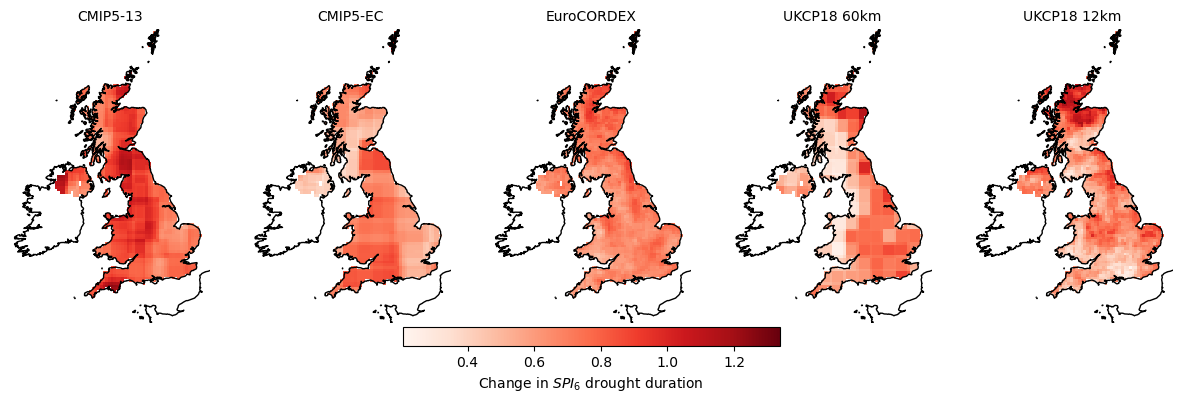 CMIP5-13 CMIP5-EC EuroCORDEX UKCP18 60km UKCP18 12km
0.4 0.6 0.8 1.0 1.2
Change in SPI₆ drought duration